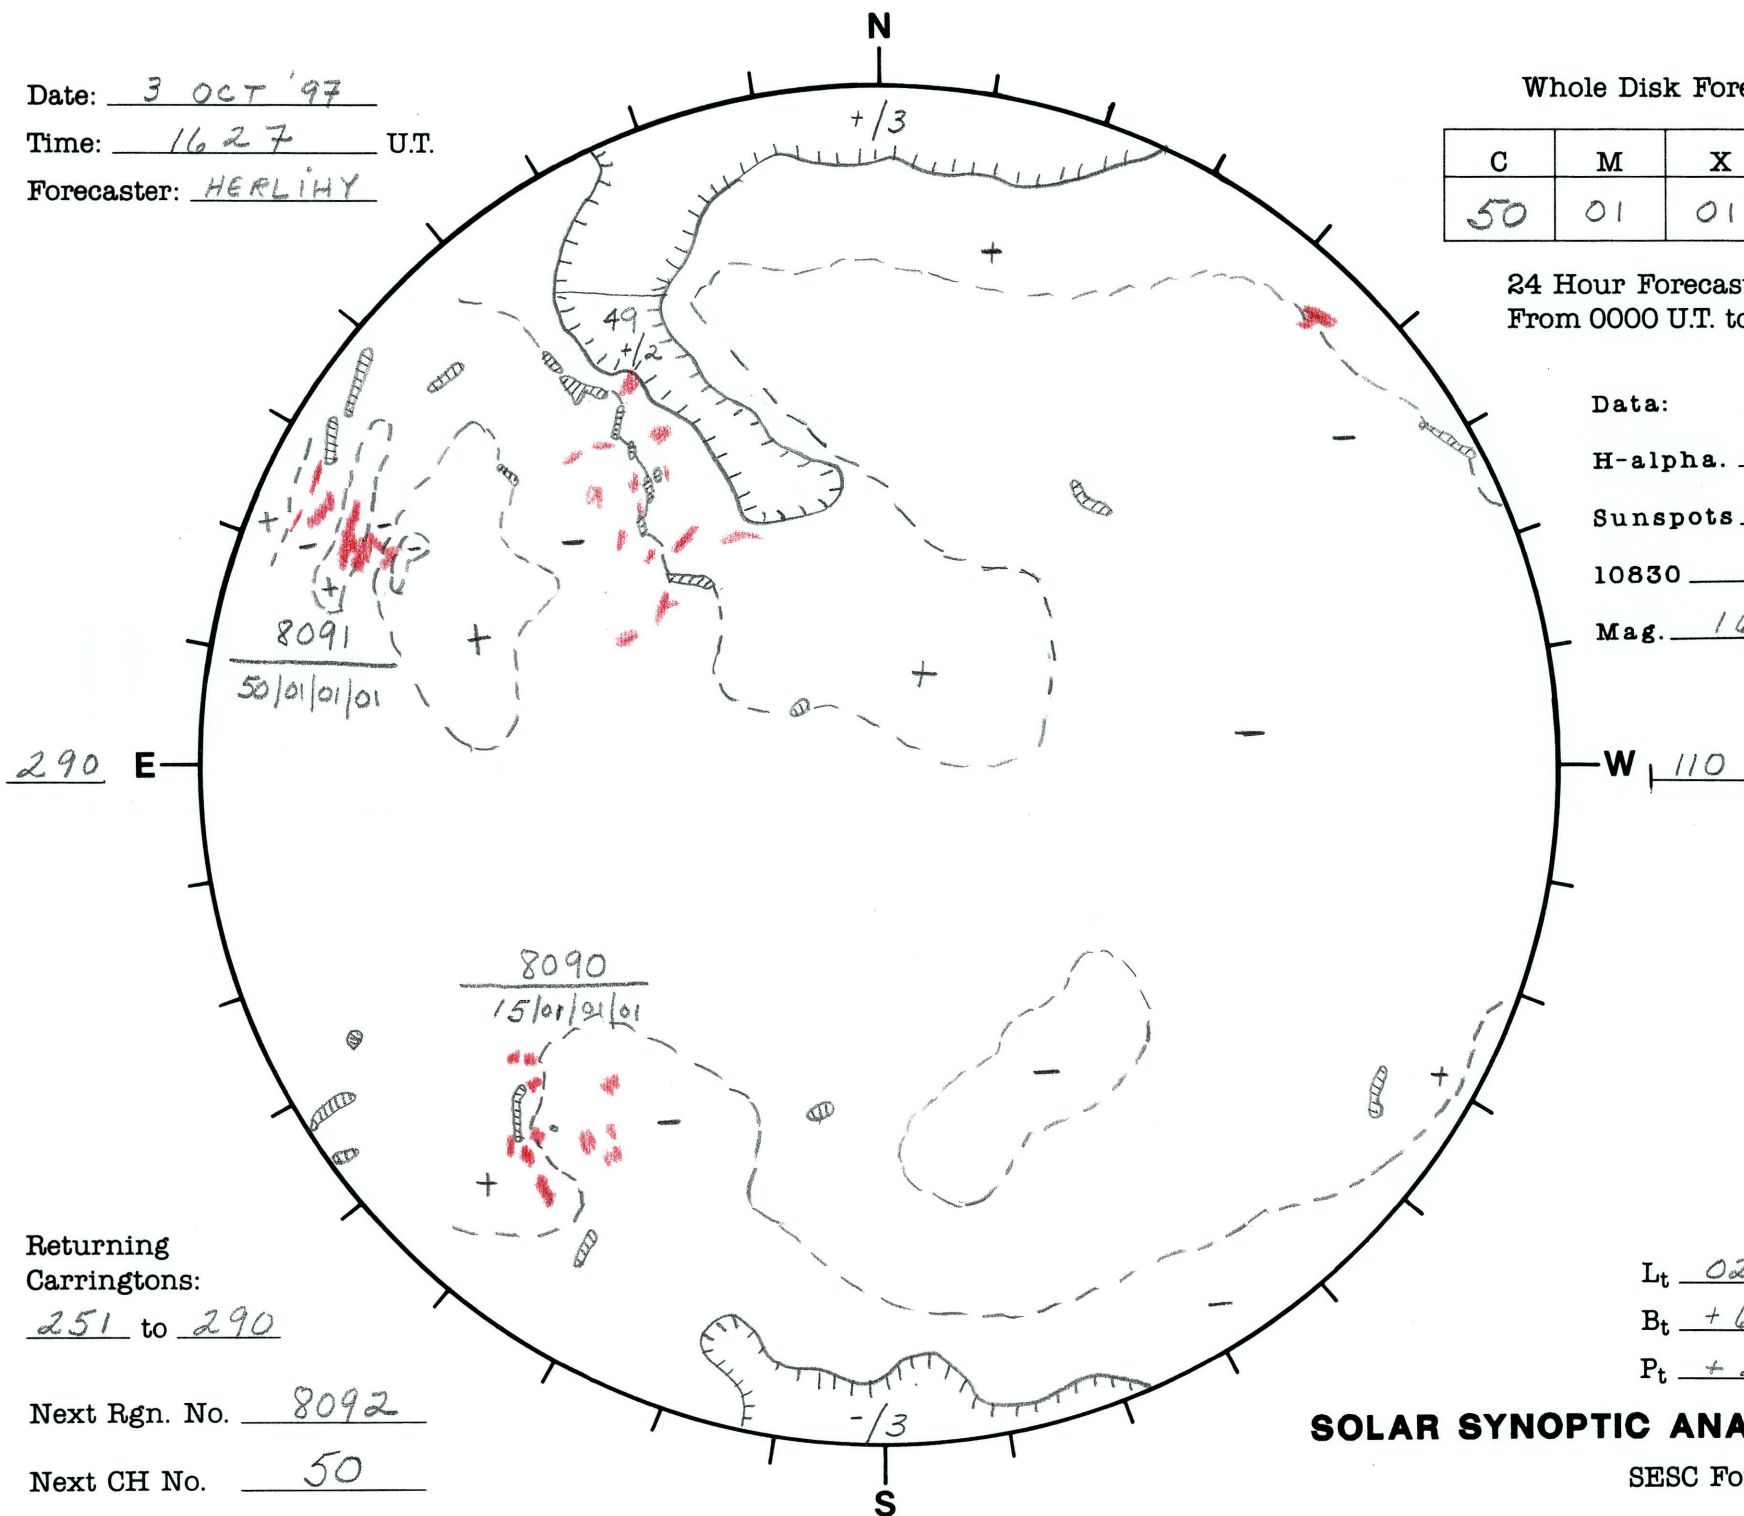 N
Date: 3 OCT '97
Time: 1627 U.T.
Forecaster: HERLIHY
Whole Disk Fore
C M X
50 01 01
24 Hour Forecas
From 0000 U.T. to
+/3
+
49
+/2
Data:
H-alpha.
Sunspots
10830
Mag. 16
−
+
−
−
−
−
+
8091
50/01/01/01
+
+
−
290 E
W 110
8090
15/01/01/01
−
−
+
+
Returning
Carringtons:
251 to 290
Next Rgn. No. 8092
Next CH No. 50
−
-/3
S
Lt 02
Bt + 6
Pt +
SOLAR SYNOPTIC ANA
SESC Fo